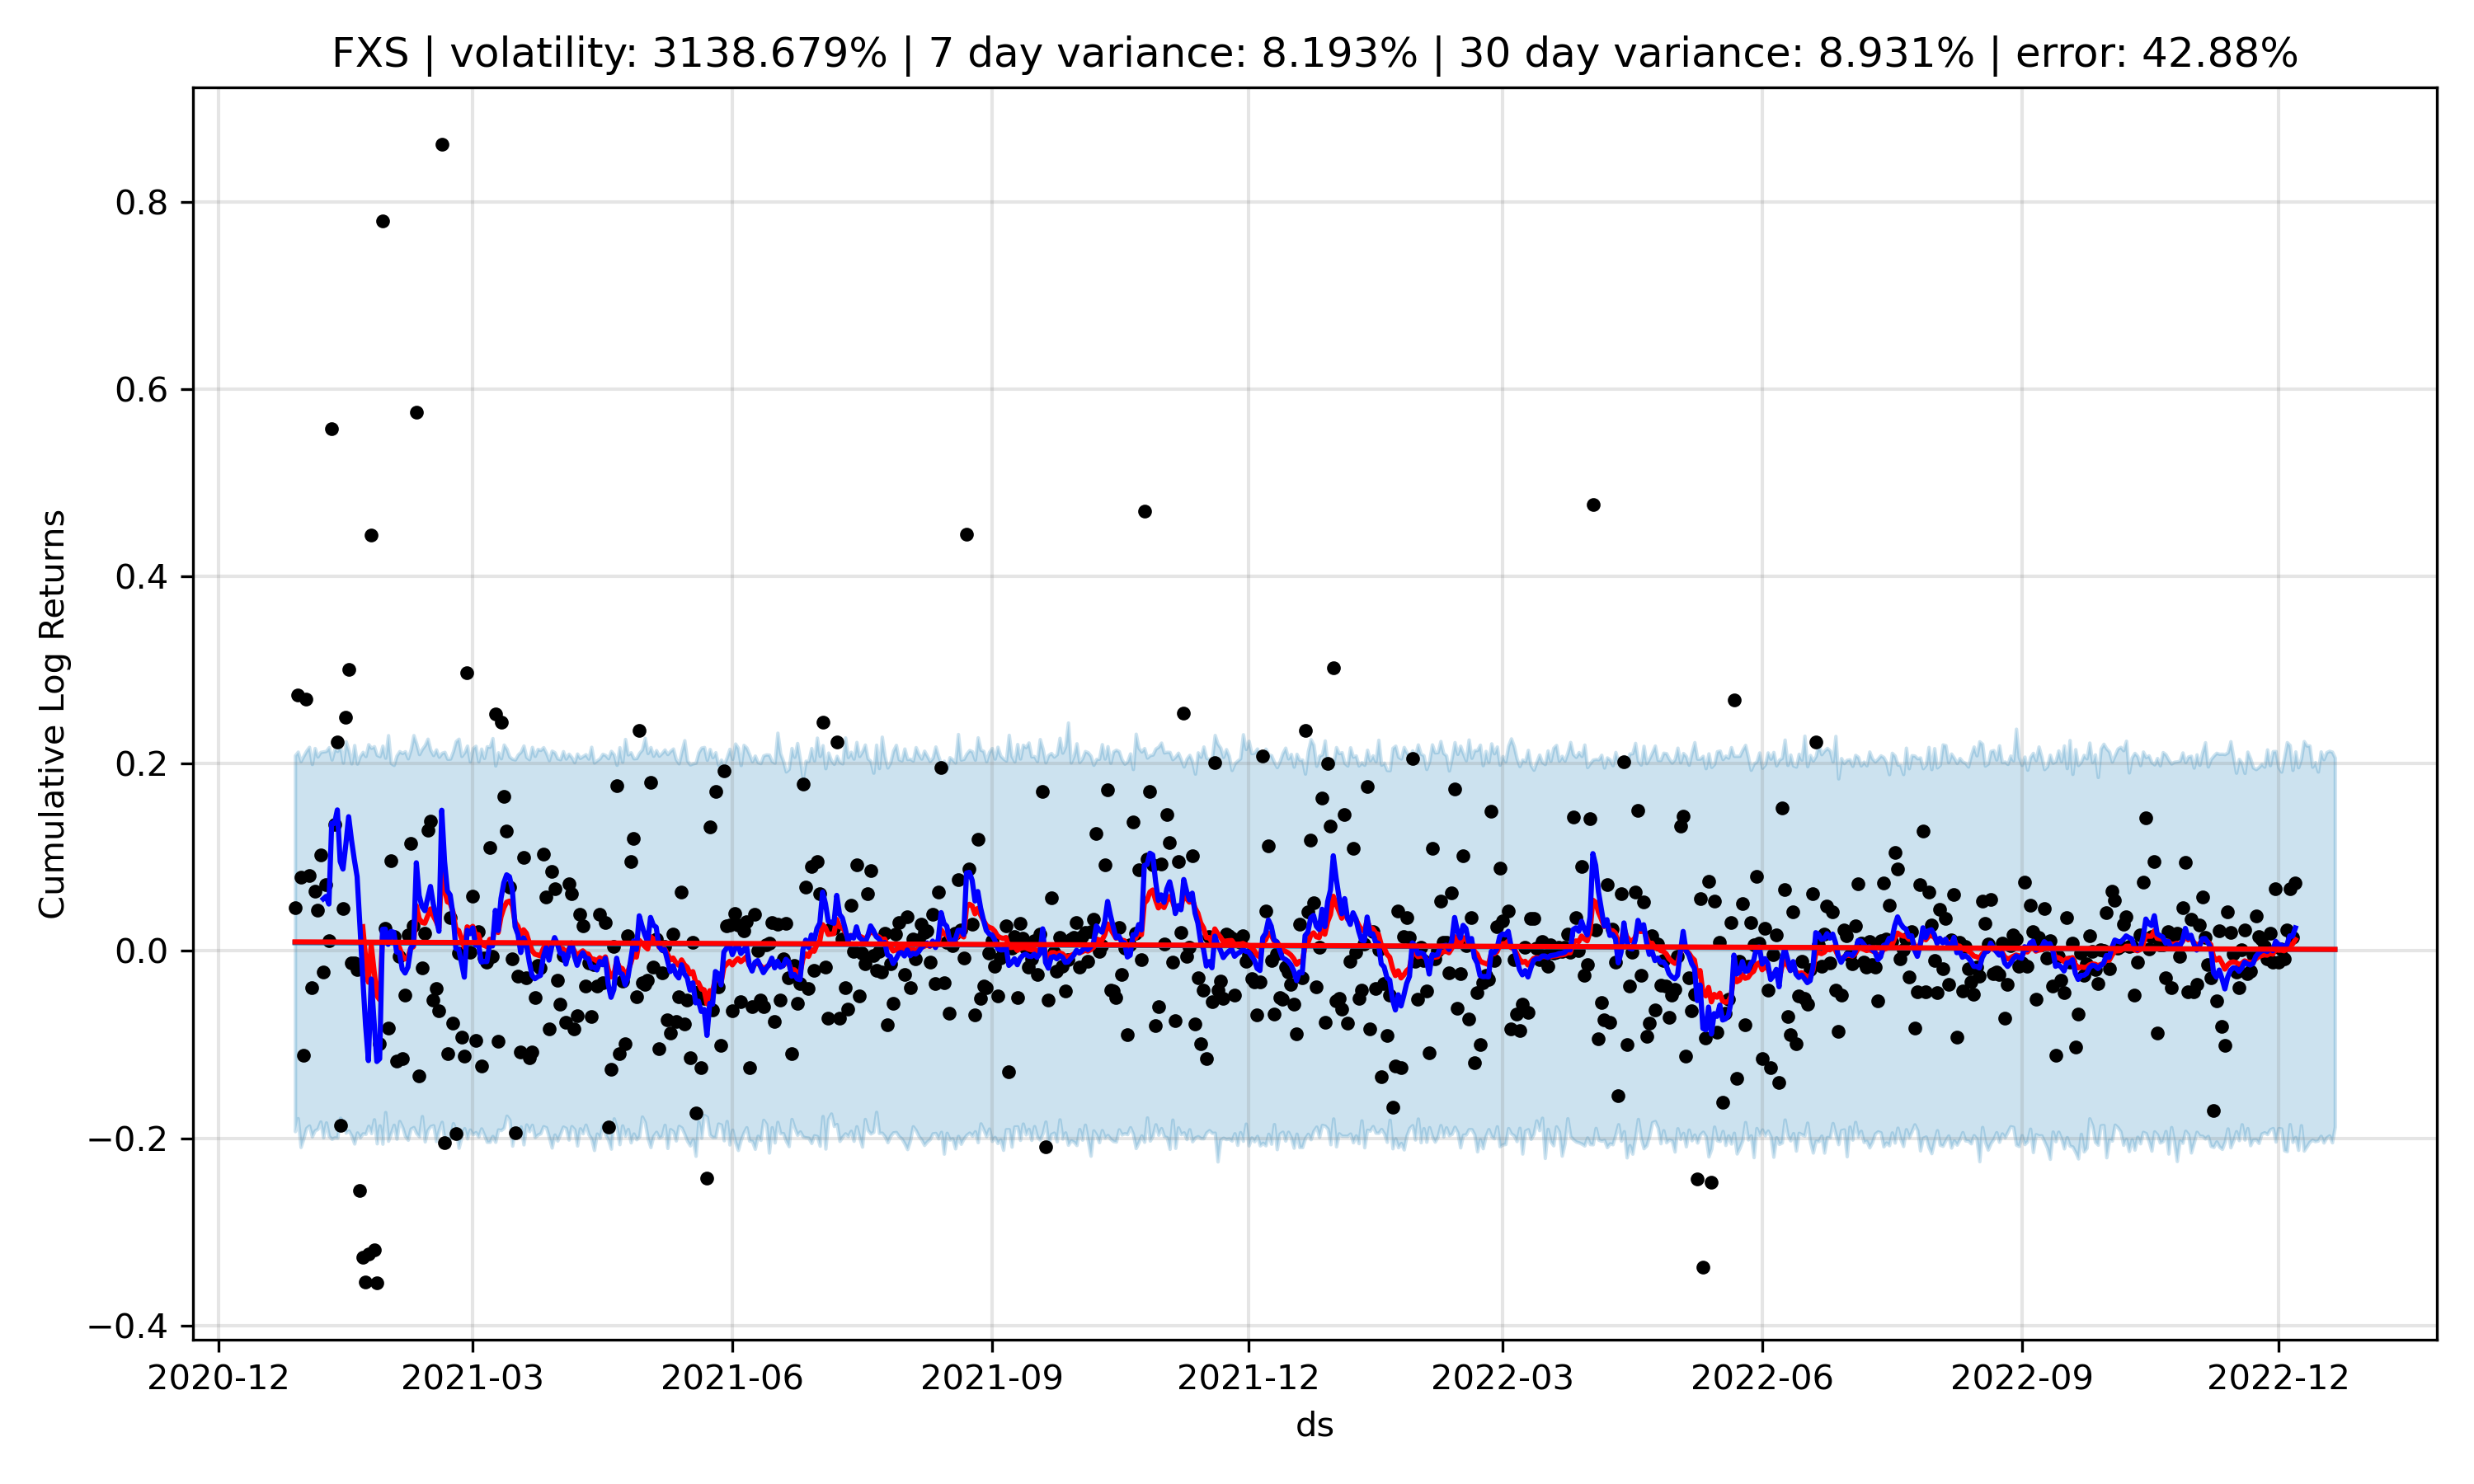 FXS | volatility: 3138.679% | 7 day variance: 8.193% | 30 day variance: 8.931% | error: 42.88%
Cumulative Log Returns
0.8
0.6
0.4
0.2
0.0
−0.2
−0.4
2020-12 2021-03 2021-06 2021-09 2021-12 2022-03 2022-06 2022-09 2022-12
ds